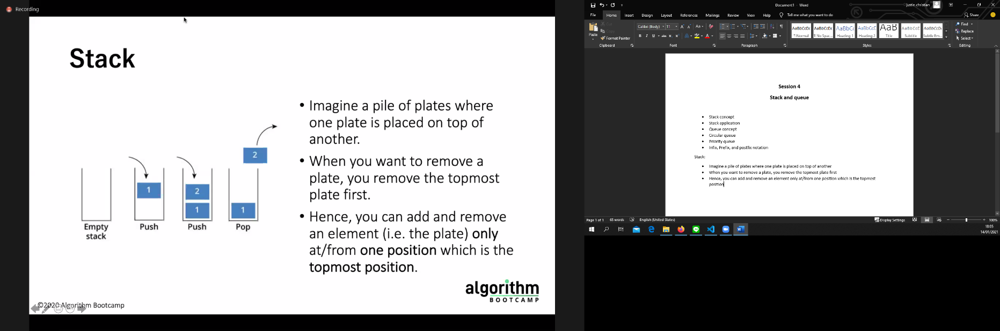 Recording
Stack
• Imagine a pile of plates where
one plate is placed on top of
another.
• When you want to remove a
plate, you remove the topmost
plate first.
• Hence, you can add and remove
an element (i.e. the plate) only
at/from one position which is the
topmost position.
2
1
2
1
1
Empty
stack
Push
Push
Pop
algorithm
BOOTCAMP
©2020 Algorithm Bootcamp
Document1 - Word
justin christian
File
Home
Insert
Design
Layout
References
Mailings
Review
View
Help
Tell me what you want to do
Share
Paste
Cut
Copy
Format Painter
Clipboard
Calibri (Body)
11
Font
Paragraph
AaBbCcDc
¶ Normal
AaBbCcDc
¶ No Spac...
AaBbC
Heading 1
AaBbCcC
Heading 2
AaB
Title
AaBbCcC
Subtitle
AaBbCcDc
Subtle Em...
Styles
Find
Replace
Select
Editing
Session 4
Stack and queue
• Stack concept
• Stack application
• Queue concept
• Circular queue
• Priority queue
• Infix, Prefix, and postfix notation
Stack:
• Imagine a pile of plates where one plate is placed on top of another
• When you want to remove a plate, you remove the topmost plate first
• Hence, you can add and remove an element only at/from one position which is the topmost
position
Page 1 of 1
65 words
English (United States)
Display Settings
100%
18:05
14/01/2021